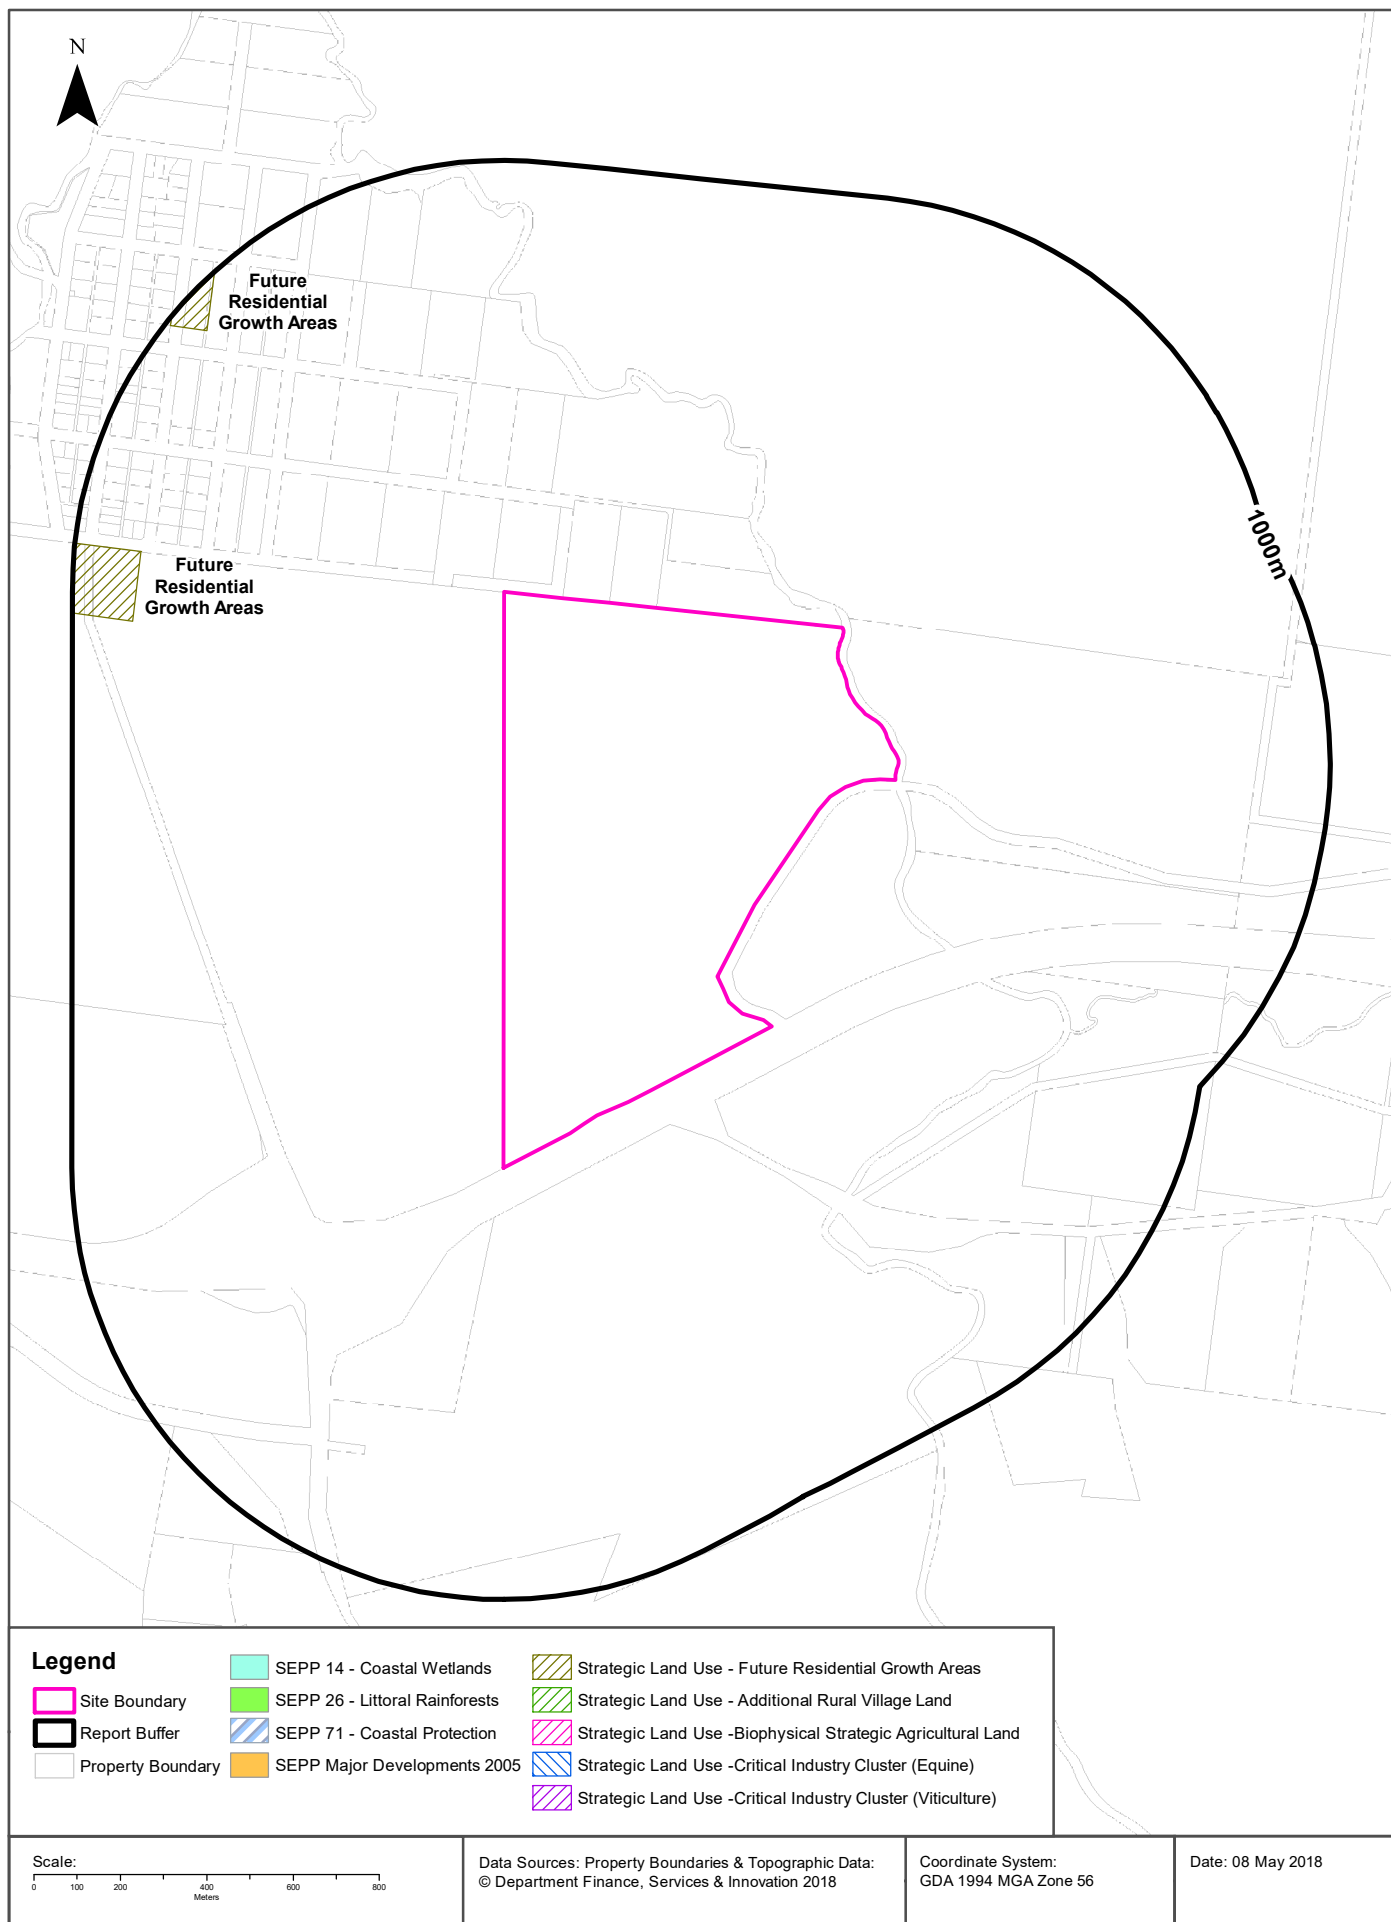 N
Future
Residential
Growth Areas
1000m
Future
Residential
Growth Areas
Legend
Site Boundary
Report Buffer
Property Boundary
SEPP 14 - Coastal Wetlands
SEPP 26 - Littoral Rainforests
SEPP 71 - Coastal Protection
SEPP Major Developments 2005
Strategic Land Use - Future Residential Growth Areas
Strategic Land Use - Additional Rural Village Land
Strategic Land Use -Biophysical Strategic Agricultural Land
Strategic Land Use -Critical Industry Cluster (Equine)
Strategic Land Use -Critical Industry Cluster (Viticulture)
Scale:
0 100 200 400 600 800
Meters
Data Sources: Property Boundaries & Topographic Data:
© Department Finance, Services & Innovation 2018
Coordinate System:
GDA 1994 MGA Zone 56
Date: 08 May 2018